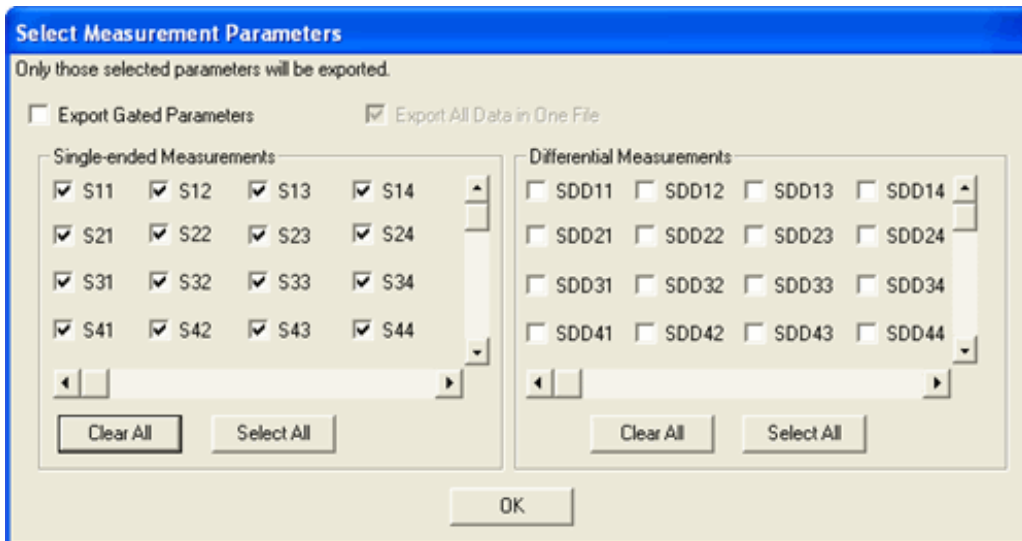 Select Measurement Parameters
Only those selected parameters will be exported.
Export Gated Parameters Export All Data in One File
Single-ended Measurements
S11 S12 S13 S14
S21 S22 S23 S24
S31 S32 S33 S34
S41 S42 S43 S44
Clear All Select All
Differential Measurements
SDD11 SDD12 SDD13 SDD14
SDD21 SDD22 SDD23 SDD24
SDD31 SDD32 SDD33 SDD34
SDD41 SDD42 SDD43 SDD44
Clear All Select All
OK